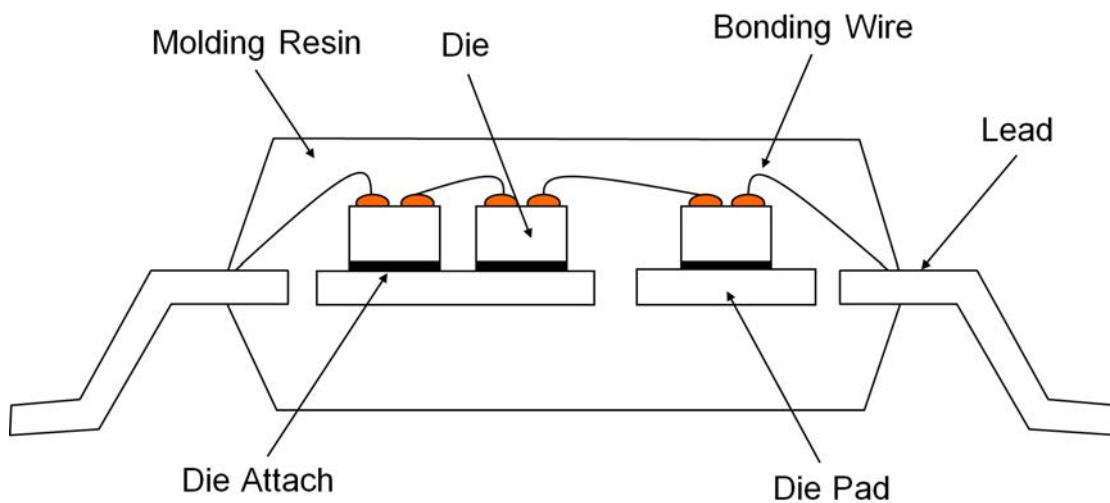 Molding Resin
Die
Bonding Wire
Lead
Die Attach
Die Pad